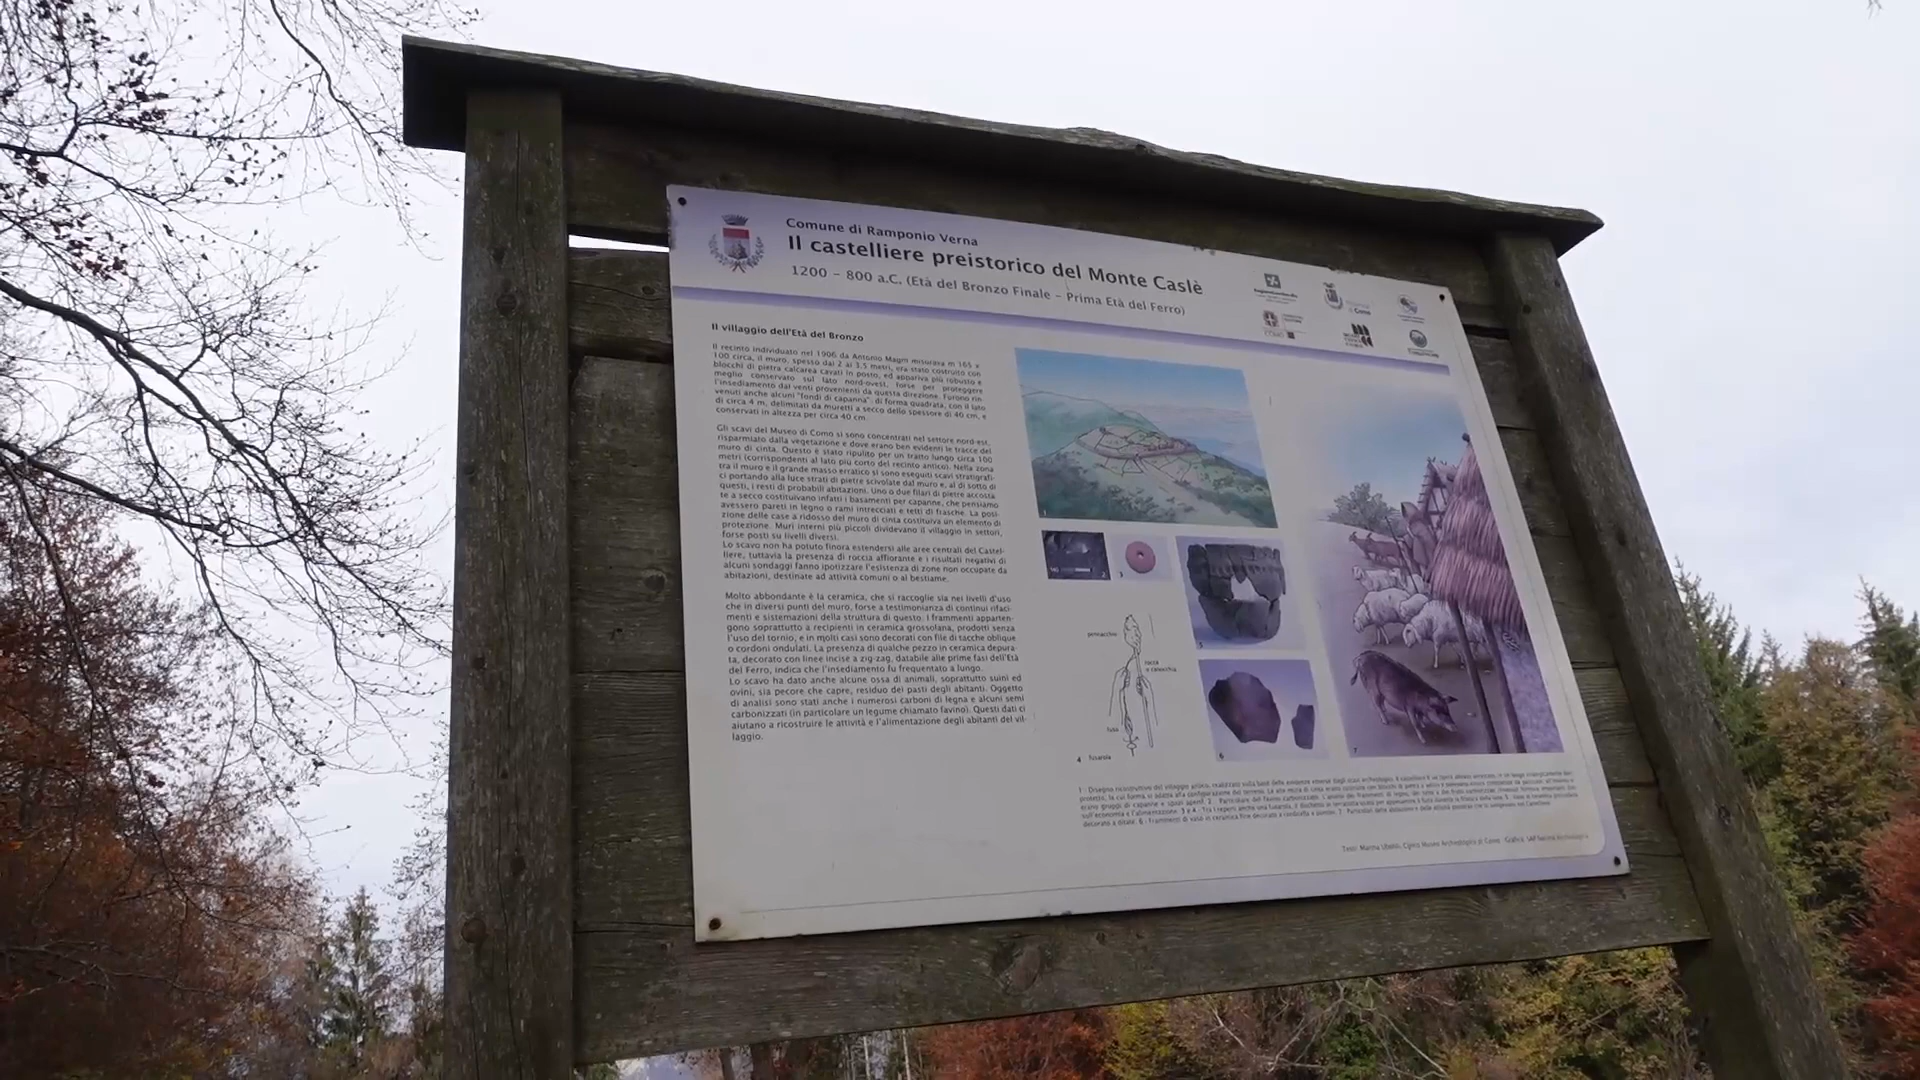 Comune di Ramponio Verna
Il castelliere preistorico del Monte Caslè
1200 – 800 a.C. (Età del Bronzo Finale – Prima Età del Ferro)
Il villaggio dell'Età del Bronzo
Il recinto individuato nel 1906 da Antonio Magni misurava m 165 x
100 circa, il muro, spesso dai 2 ai 3,5 metri, era stato costruito con
blocchi di pietra calcarea cavati in posto, ed appariva più robusto e
meglio conservato sul lato nord-ovest, forse per proteggere
l'insediamento dai venti provenienti da questa direzione. Furono rin-
venuti anche alcuni "fondi di capanna", di forma quadrata, con il lato
di circa 4 m, delimitati da muretti a secco dello spessore di 40 cm, e
conservati in altezza per circa 40 cm.
Gli scavi del Museo di Como si sono concentrati nel settore nord-est,
risparmiato dalla vegetazione e dove erano ben evidenti le tracce del
muro di cinta. Questo è stato ripulito per un tratto lungo circa 100
metri (corrispondenti al lato più corto del recinto antico). Nella zona
tra il muro e il grande masso erratico si sono eseguiti scavi stratigrafi-
ci portando alla luce strati di pietre scivolate dal muro e, al di sotto di
questi, i resti di probabili abitazioni. Uno o due filari di pietre accosta-
te a secco costituivano infatti i basamenti per capanne, che pensiamo
avessero pareti in legno o rami intrecciati e tetti di frasche. La posi-
zione delle case a ridosso del muro di cinta costituiva un elemento di
protezione. Muri interni più piccoli dividevano il villaggio in settori,
forse posti su livelli diversi.
Lo scavo non ha potuto finora estendersi alle aree centrali del Castel-
liere, tuttavia la presenza di roccia affiorante e i risultati negativi di
alcuni sondaggi fanno ipotizzare l'esistenza di zone non occupate da
abitazioni, destinate ad attività comuni o al bestiame.
Molto abbondante è la ceramica, che si raccoglie sia nei livelli d'uso
che in diversi punti del muro, forse a testimonianza di continui rifaci-
menti e sistemazioni della struttura di questo. I frammenti apparten-
gono soprattutto a recipienti in ceramica grossolana, prodotti senza
l'uso del tornio, e in molti casi sono decorati con file di tacche oblique
o cordoni ondulati. La presenza di qualche pezzo in ceramica depura-
ta, decorato con linee incise a zig-zag, databile alle prime fasi dell'Età
del Ferro, indica che l'insediamento fu frequentato a lungo.
Lo scavo ha dato anche alcune ossa di animali, soprattutto suini ed
ovini, sia pecore che capre, residuo dei pasti degli abitanti. Oggetto
di analisi sono stati anche i numerosi carboni di legna e alcuni semi
carbonizzati (in particolare un legume chiamato favino). Questi dati ci
aiutano a ricostruire le attività e l'alimentazione degli abitanti del vil-
laggio.
1
2
3
5
pennacchio
rocca
o conocchia
fuso
4 fusarola
6
7
Testi: Marina Uboldi, Civico Museo Archeologico di Como